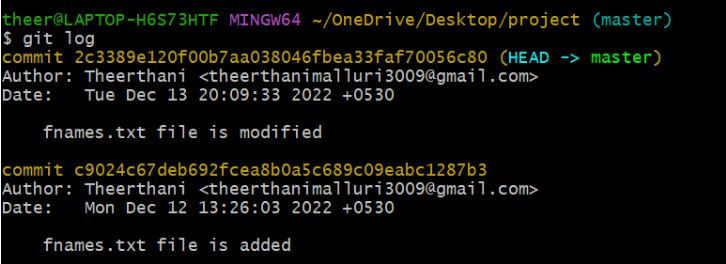 theer@LAPTOP-H6S73HTF MINGW64 ~/OneDrive/Desktop/project (master)
$ git log
commit 2c3389e120f00b7aa038046fbea33faf70056c80 (HEAD -> master)
Author: Theerthani <theerthanimalluri3009@gmail.com>
Date:   Tue Dec 13 20:09:33 2022 +0530
    fnames.txt file is modified
commit c9024c67deb692fcea8b0a5c689c09eabc1287b3
Author: Theerthani <theerthanimalluri3009@gmail.com>
Date:   Mon Dec 12 13:26:03 2022 +0530
    fnames.txt file is added